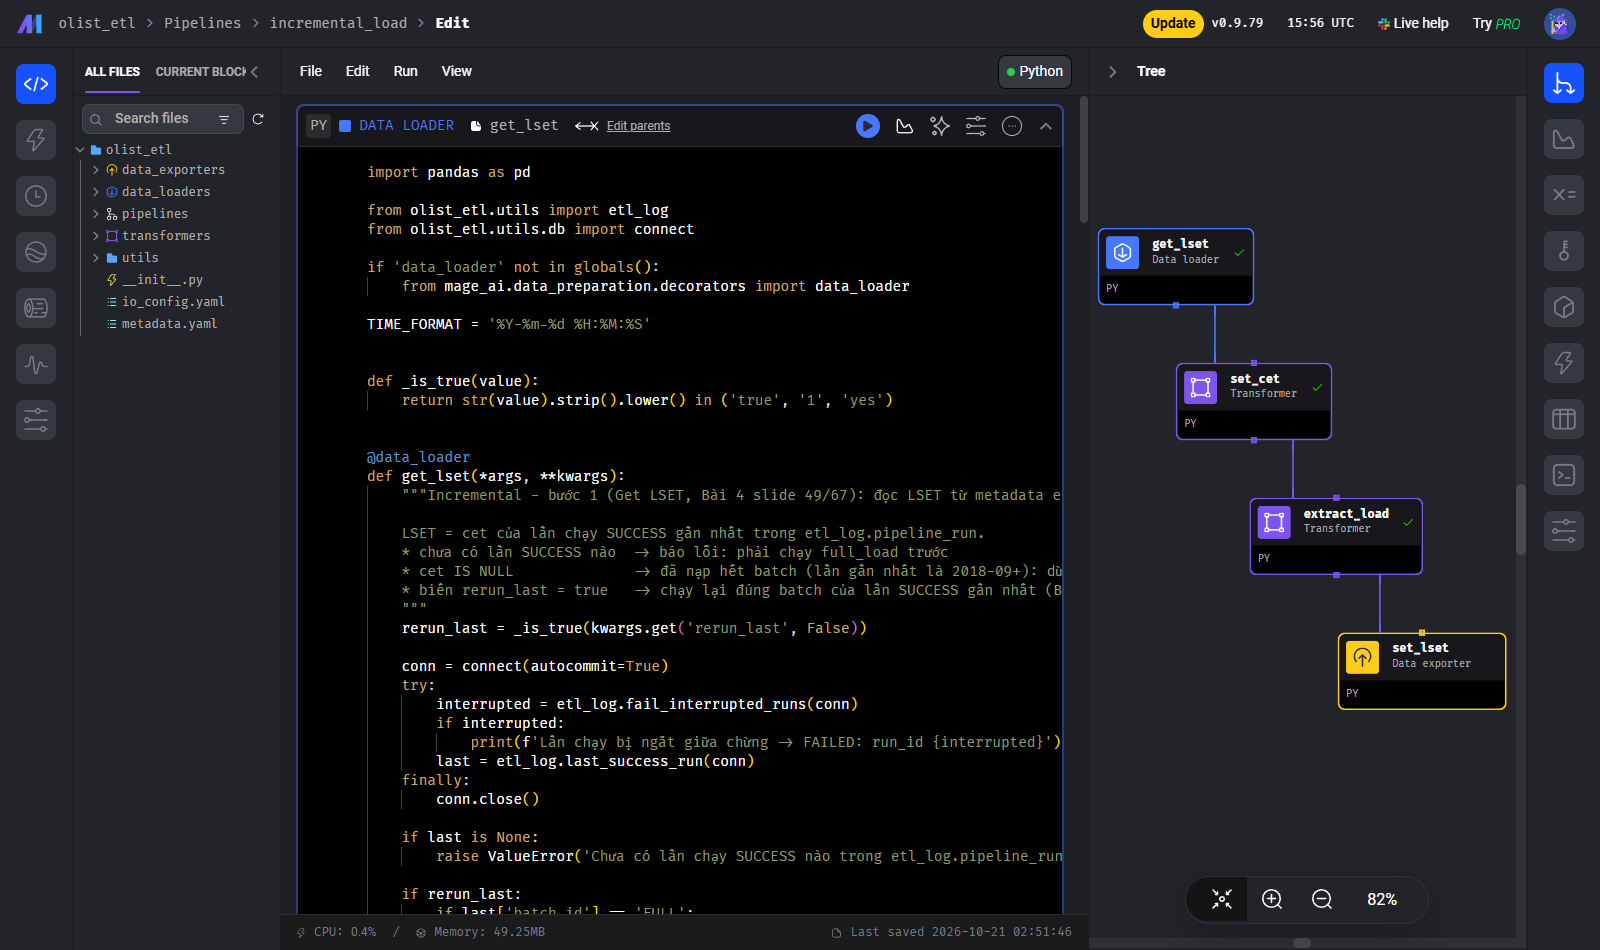 olist_etl > Pipelines > incremental_load > Edit
Update v0.9.79 15:56 UTC Live help Try PRO
ALL FILES CURRENT BLOCK
File Edit Run View Python
Tree
Search files
olist_etl
data_exporters
data_loaders
pipelines
transformers
utils
__init__.py
io_config.yaml
metadata.yaml
PY DATA LOADER get_lset Edit parents
import pandas as pd
from olist_etl.utils import etl_log
from olist_etl.utils.db import connect
if 'data_loader' not in globals():
from mage_ai.data_preparation.decorators import data_loader
TIME_FORMAT = '%Y-%m-%d %H:%M:%S'
def _is_true(value):
return str(value).strip().lower() in ('true', '1', 'yes')
@data_loader
def get_lset(*args, **kwargs):
"""Incremental - bước 1 (Get LSET, Bài 4 slide 49/67): đọc LSET từ metadata e
LSET = cet của lần chạy SUCCESS gần nhất trong etl_log.pipeline_run.
* chưa có lần SUCCESS nào -> báo lỗi: phải chạy full_load trước
* cet IS NULL -> đã nạp hết batch (lần gần nhất là 2018-09+): dừ
* biến rerun_last = true -> chạy lại đúng batch của lần SUCCESS gần nhất (B
"""
rerun_last = _is_true(kwargs.get('rerun_last', False))
conn = connect(autocommit=True)
try:
interrupted = etl_log.fail_interrupted_runs(conn)
if interrupted:
print(f'Lần chạy bị ngắt giữa chừng -> FAILED: run_id {interrupted}')
last = etl_log.last_success_run(conn)
finally:
conn.close()
if last is None:
raise ValueError('Chưa có lần chạy SUCCESS nào trong etl_log.pipeline_run
if rerun_last:
if last['batch_id'] == 'FULL':
get_lset
Data loader
PY
set_cet
Transformer
PY
extract_load
Transformer
PY
set_lset
Data exporter
PY
82%
CPU: 0.4% / Memory: 49.25MB Last saved 2026-10-21 02:51:46